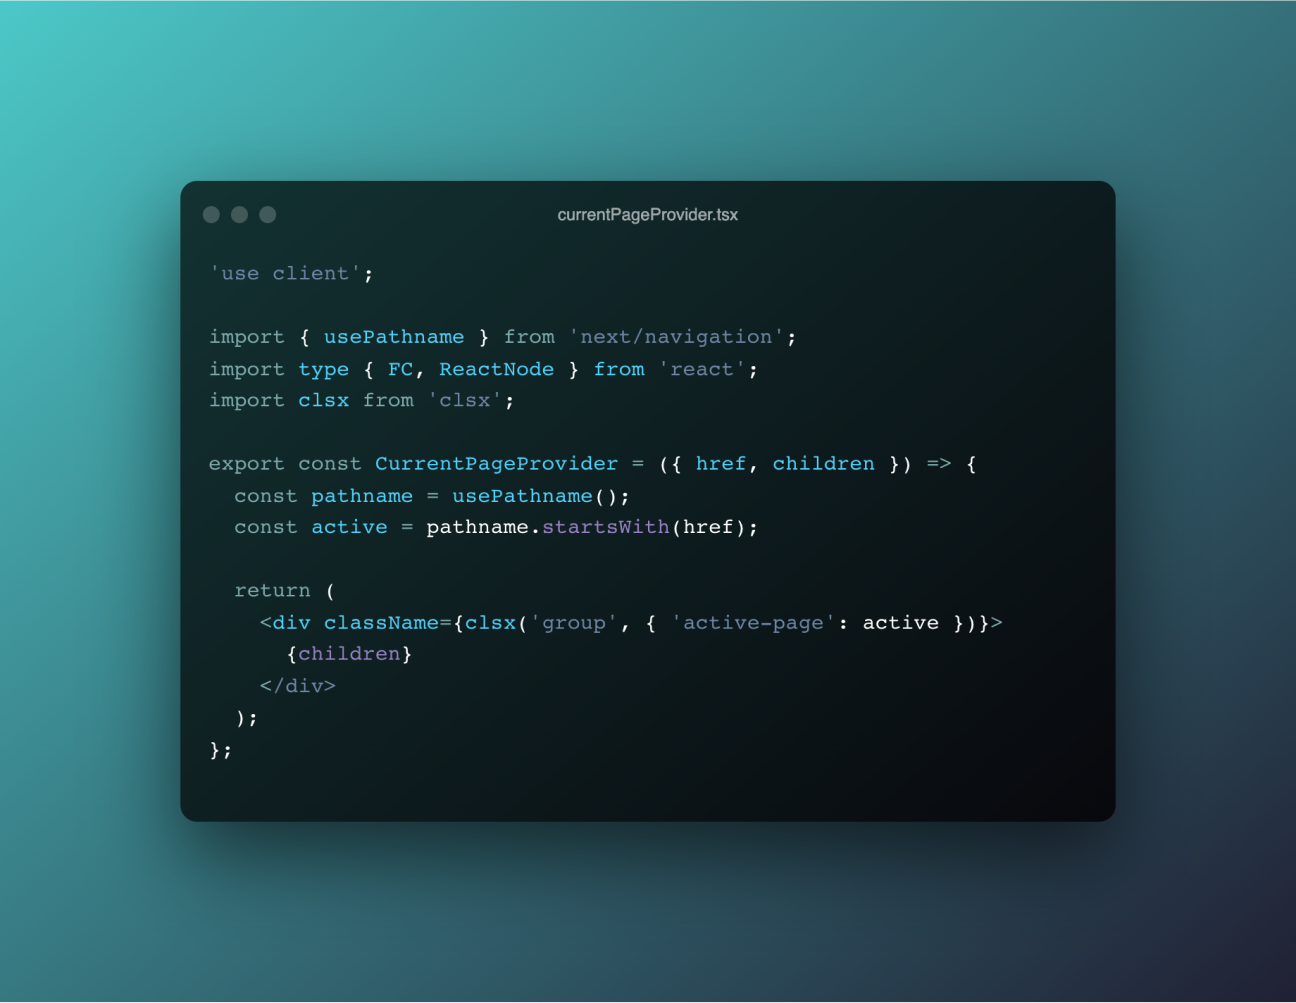 currentPageProvider.tsx
'use client';
import { usePathname } from 'next/navigation';
import type { FC, ReactNode } from 'react';
import clsx from 'clsx';
export const CurrentPageProvider = ({ href, children }) => {
  const pathname = usePathname();
  const active = pathname.startsWith(href);
  return (
    <div className={clsx('group', { 'active-page': active })}>
      {children}
    </div>
  );
};